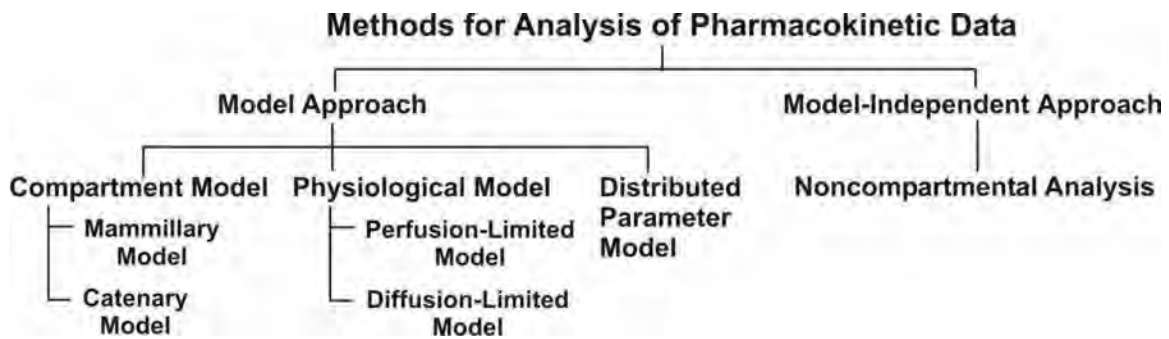 Methods for Analysis of Pharmacokinetic Data
Model Approach
Model-Independent Approach
Compartment Model
Mammillary
Model
Catenary
Model
Physiological Model
Perfusion-Limited
Model
Diffusion-Limited
Model
Distributed
Parameter
Model
Noncompartmental Analysis